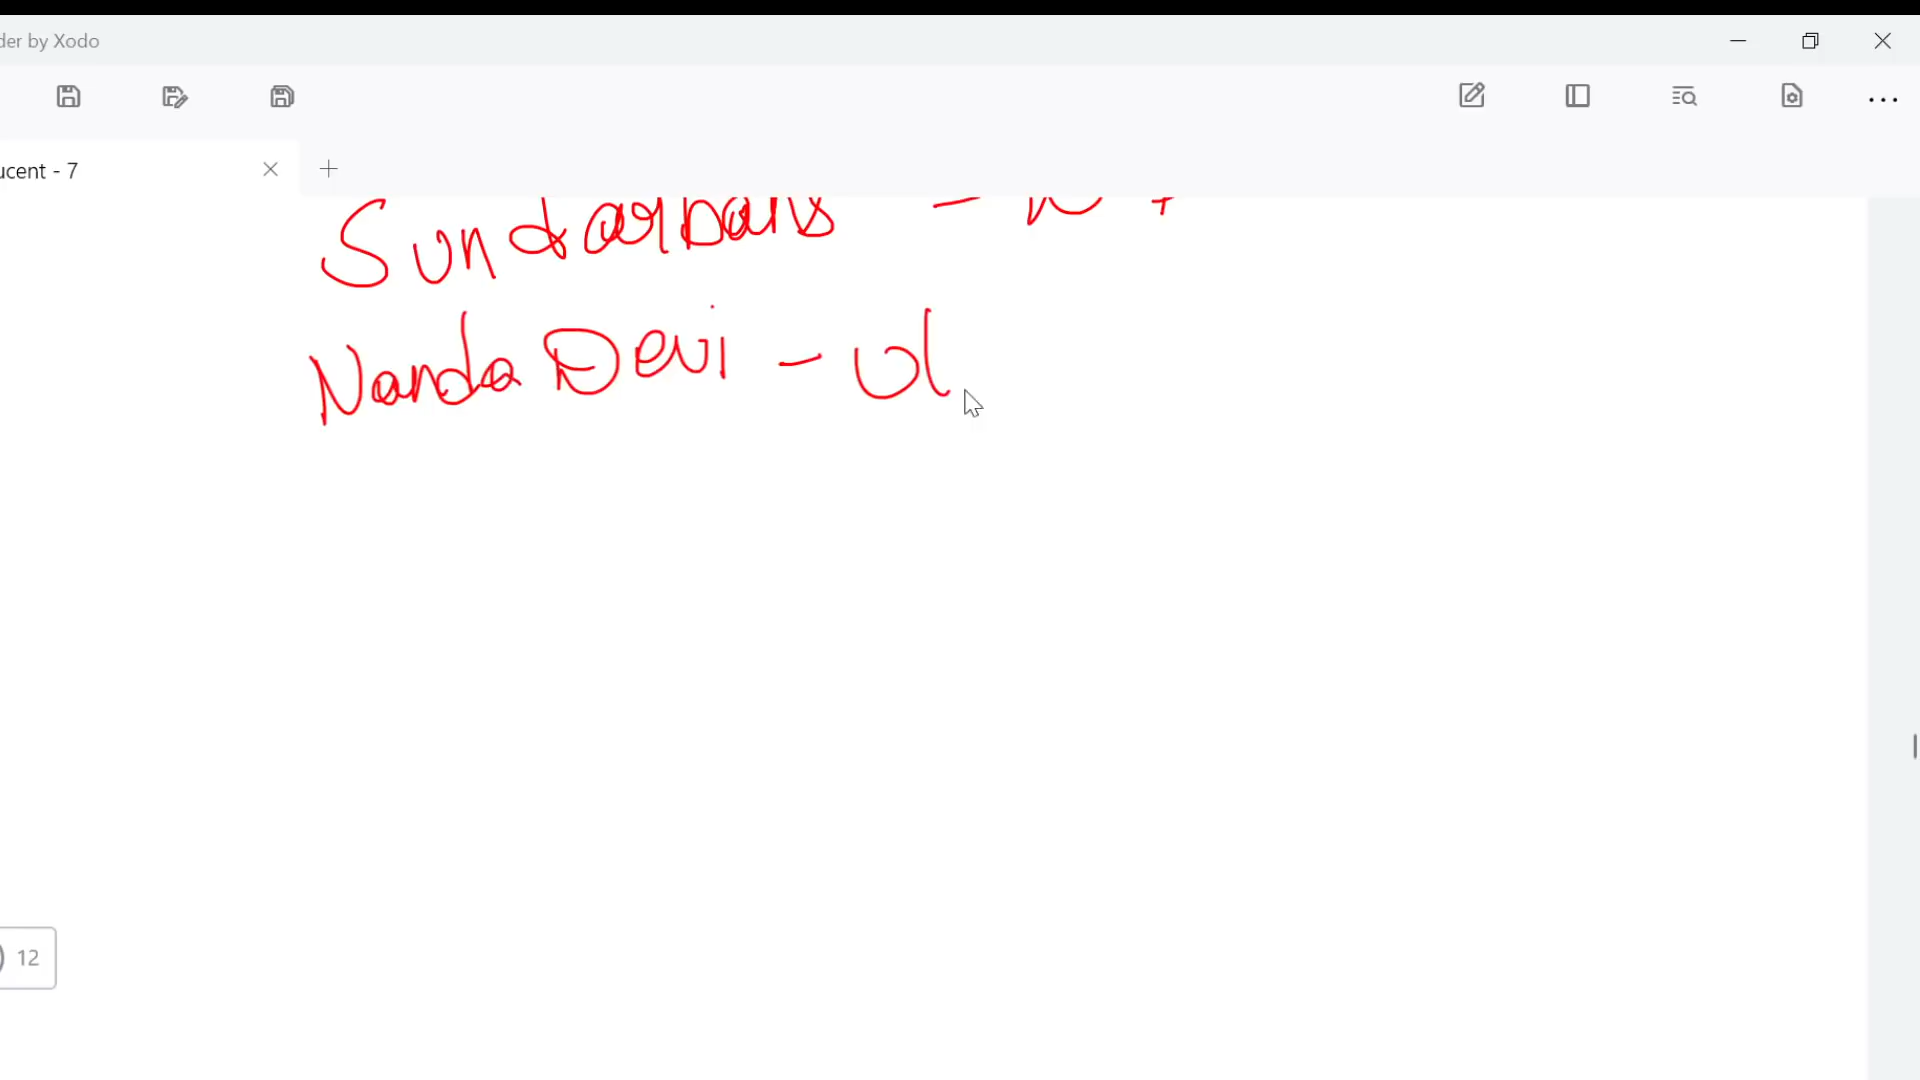 der by Xodo
ucent - 7
Sundarbans -
Nanda Devi - U
12